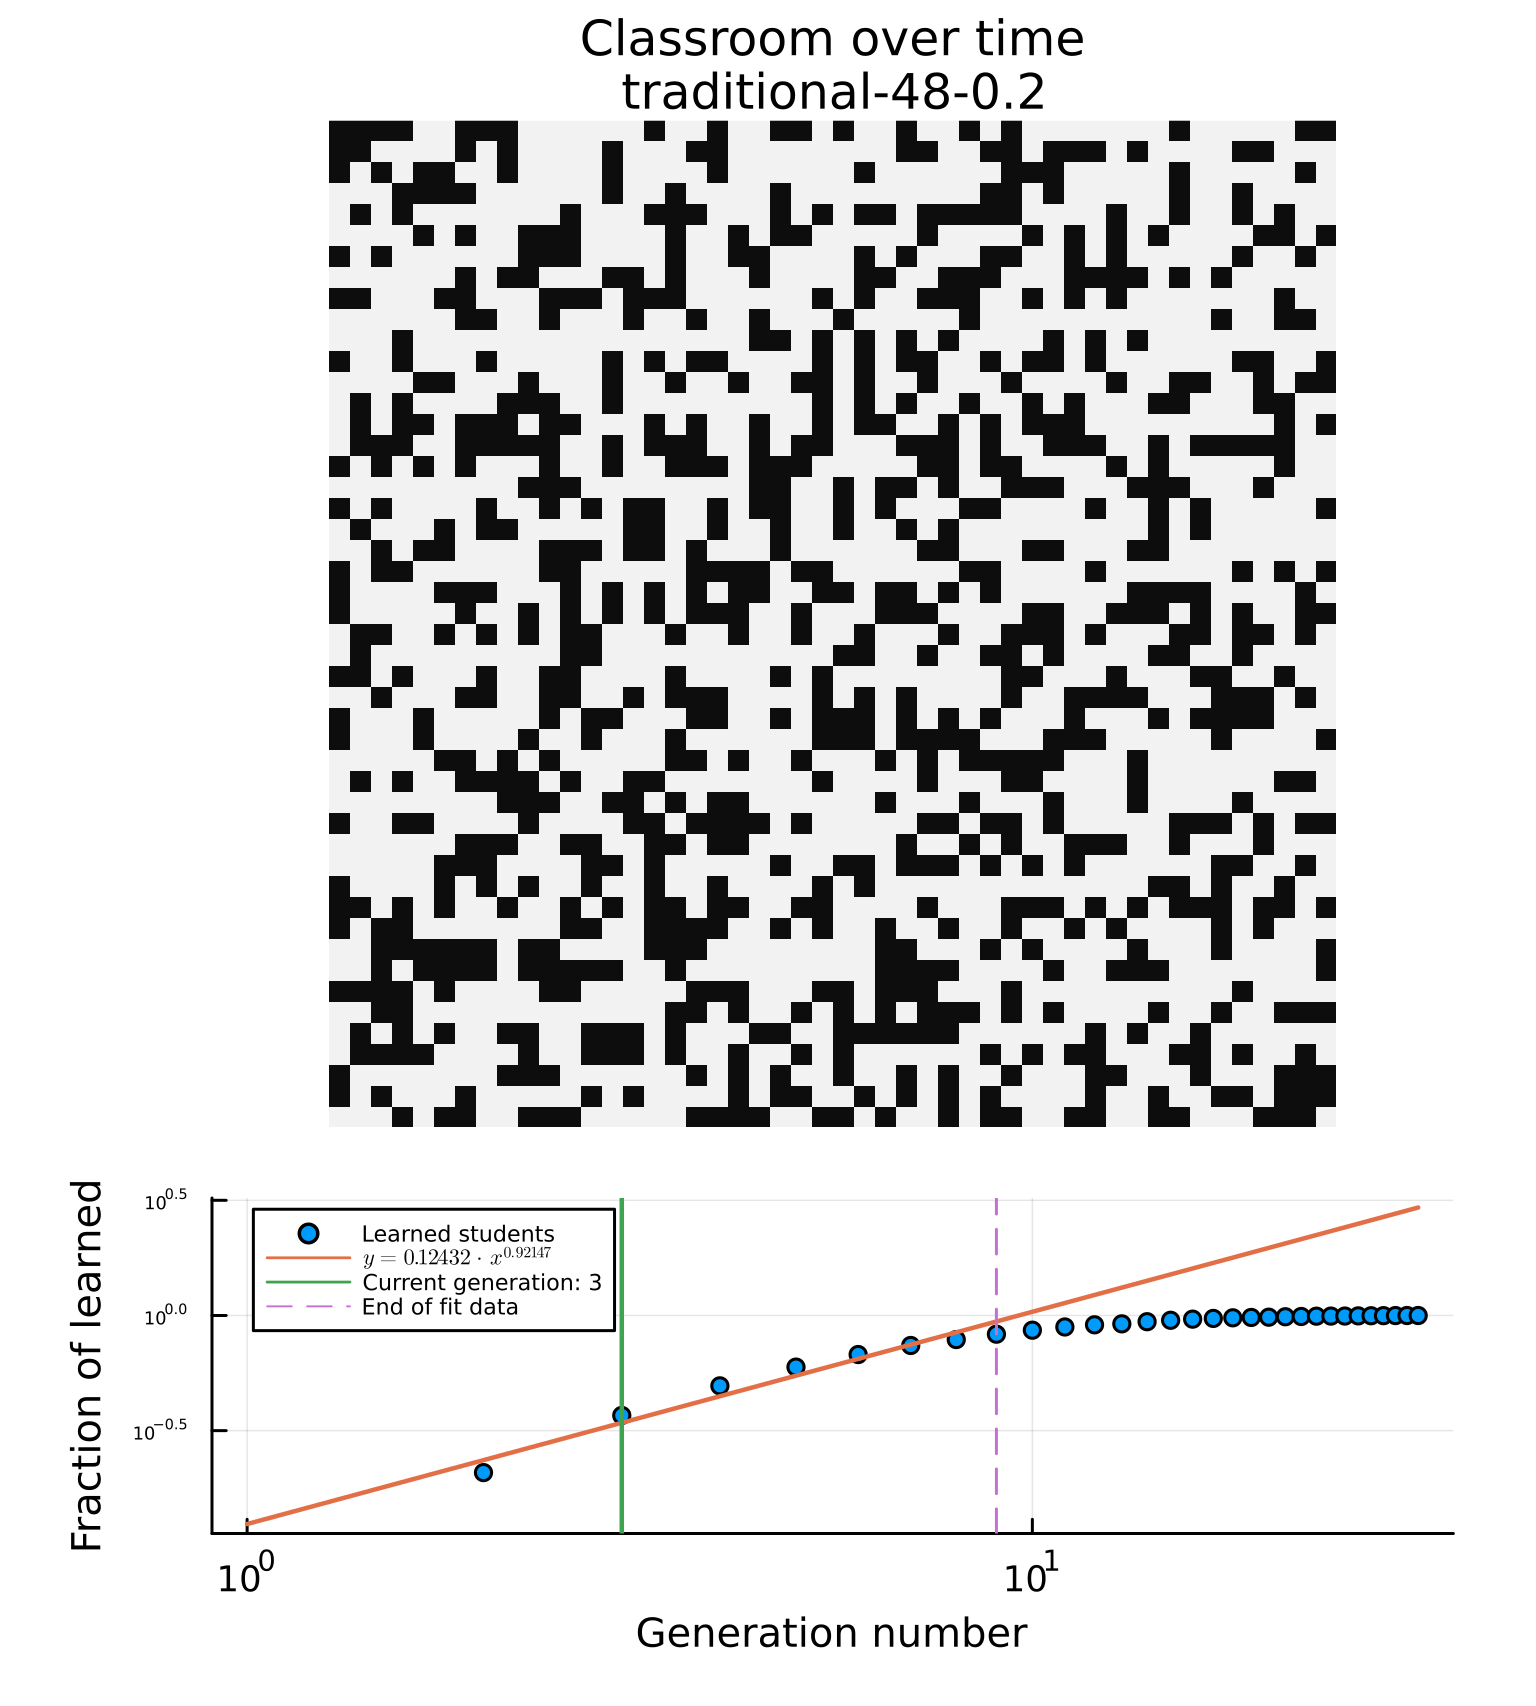 Classroom over time
traditional-48-0.2
Fraction of learned
10^0.5
10^0.0
10^−0.5
Learned students
y = 0.12432 · x^0.92147
Current generation: 3
End of fit data
10^0
10^1
Generation number